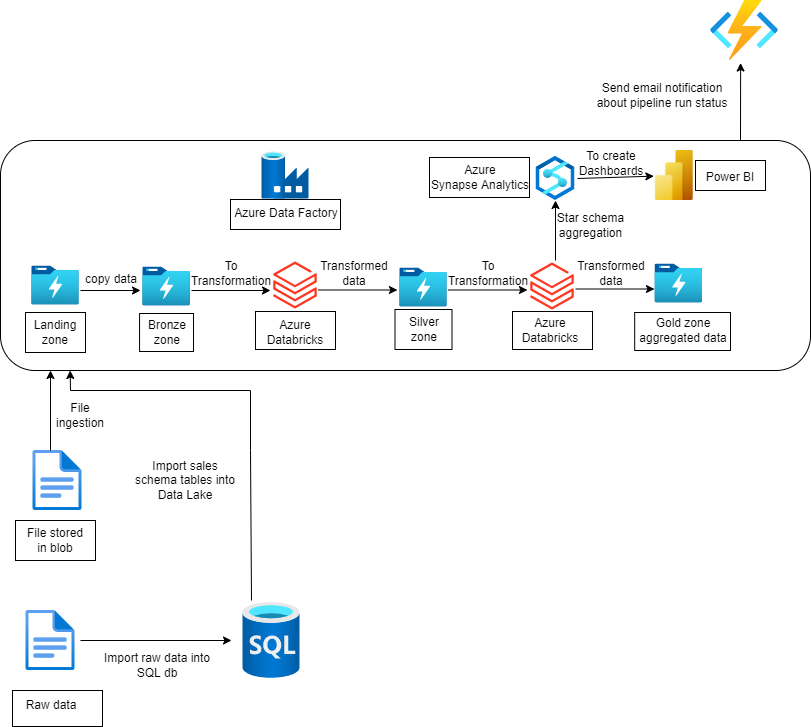 Send email notification
about pipeline run status
Azure Data Factory
Azure
Synapse Analytics
To create
Dashboards
Power BI
Star schema
aggregation
copy data
To
Transformation
Transformed
data
To
Transformation
Transformed
data
Landing
zone
Bronze
zone
Azure
Databricks
Silver
zone
Azure
Databricks
Gold zone
aggregated data
File
ingestion
Import sales
schema tables into
Data Lake
File stored
in blob
SQL
Import raw data into
SQL db
Raw data